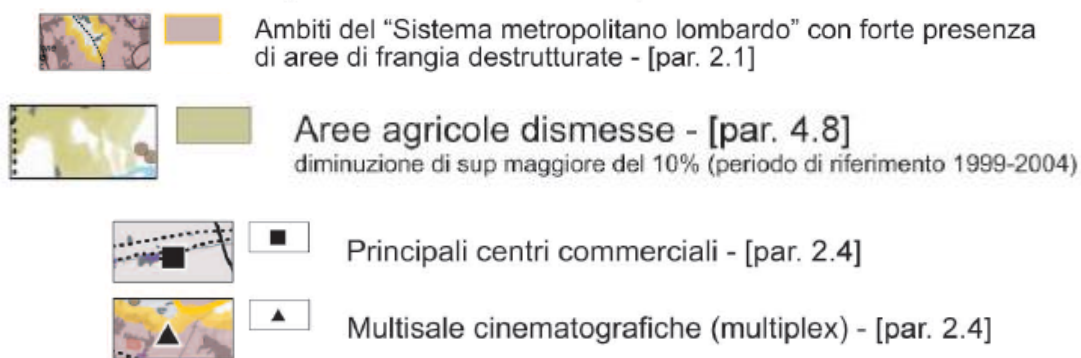 Ambiti del “Sistema metropolitano lombardo” con forte presenza
di aree di frangia destrutturate - [par. 2.1]
Aree agricole dismesse - [par. 4.8]
diminuzione di sup maggiore del 10% (periodo di riferimento 1999-2004)
Principali centri commerciali - [par. 2.4]
Multisale cinematografiche (multiplex) - [par. 2.4]